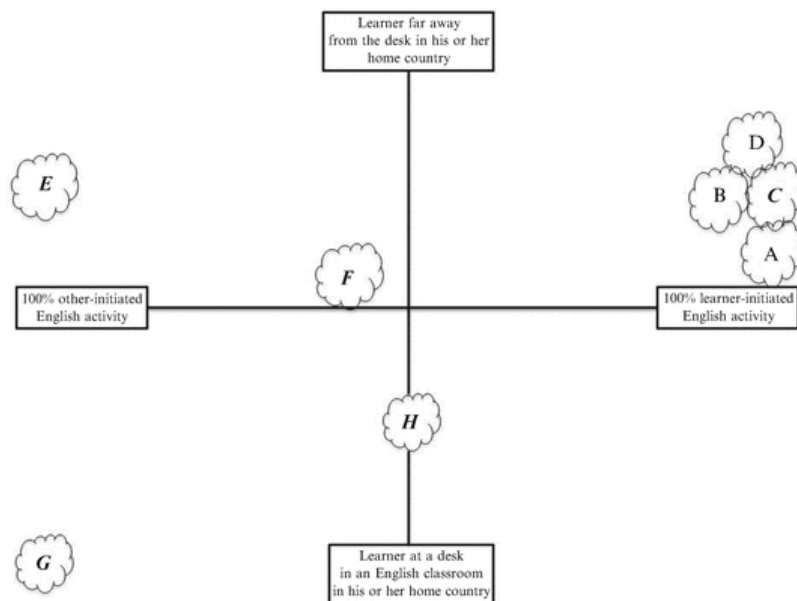 Learner far away
from the desk in his or her
home country
D
E
B
C
A
F
100% other-initiated
English activity
100% learner-initiated
English activity
H
Learner at a desk
in an English classroom
in his or her home country
G